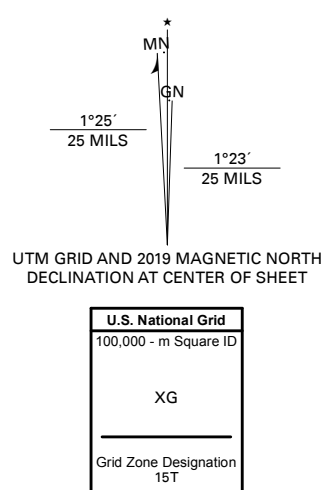 ★
MN
GN
1°25´
25 MILS
1°23´
25 MILS
UTM GRID AND 2019 MAGNETIC NORTH
DECLINATION AT CENTER OF SHEET
U.S. National Grid
100,000 - m Square ID
XG
Grid Zone Designation
15T